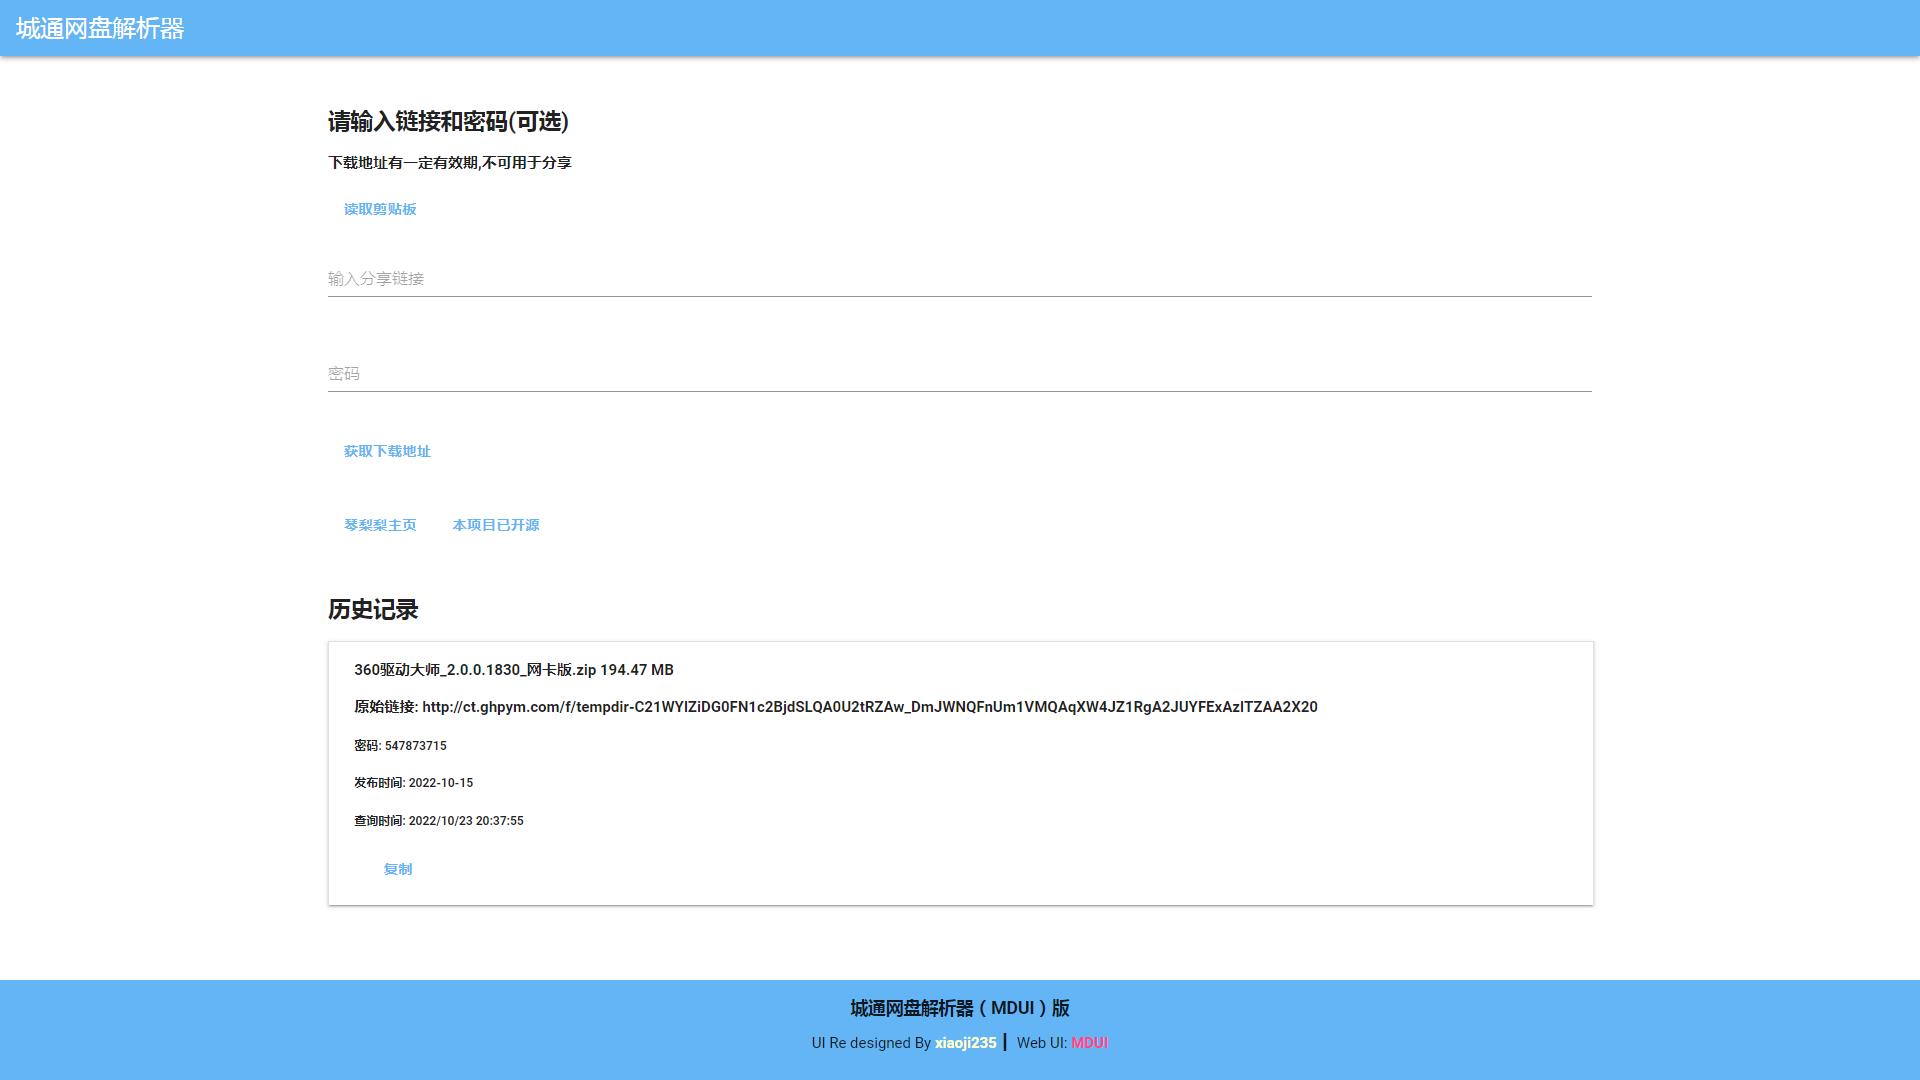 城通网盘解析器
请输入链接和密码(可选)
下载地址有一定有效期,不可用于分享
读取剪贴板
输入分享链接
密码
获取下载地址
琴梨梨主页 本项目已开源
历史记录
360驱动大师_2.0.0.1830_网卡版.zip 194.47 MB
原始链接: http://ct.ghpym.com/f/tempdir-C21WYlZiDG0FN1c2BjdSLQA0U2tRZAw_DmJWNQFnUm1VMQAqXW4JZ1RgA2JUYFExAzlTZAA2X20
密码: 547873715
发布时间: 2022-10-15
查询时间: 2022/10/23 20:37:55
复制
城通网盘解析器（MDUI）版
UI Re designed By xiaoji235 | Web UI: MDUI